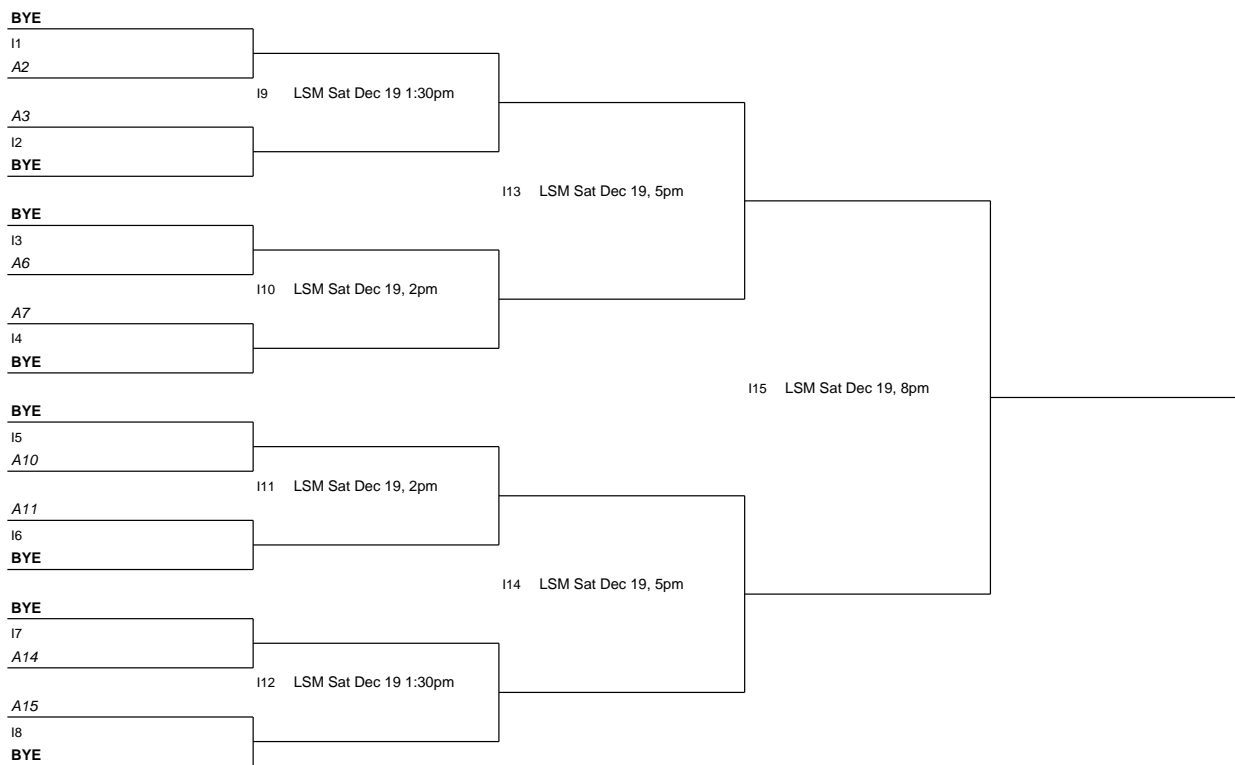 BYE
I1
A2
I9 LSM Sat Dec 19 1:30pm
A3
I2
BYE
I13 LSM Sat Dec 19, 5pm
BYE
I3
A6
I10 LSM Sat Dec 19, 2pm
A7
I4
BYE
I15 LSM Sat Dec 19, 8pm
BYE
I5
A10
I11 LSM Sat Dec 19, 2pm
A11
I6
BYE
I14 LSM Sat Dec 19, 5pm
BYE
I7
A14
I12 LSM Sat Dec 19 1:30pm
A15
I8
BYE